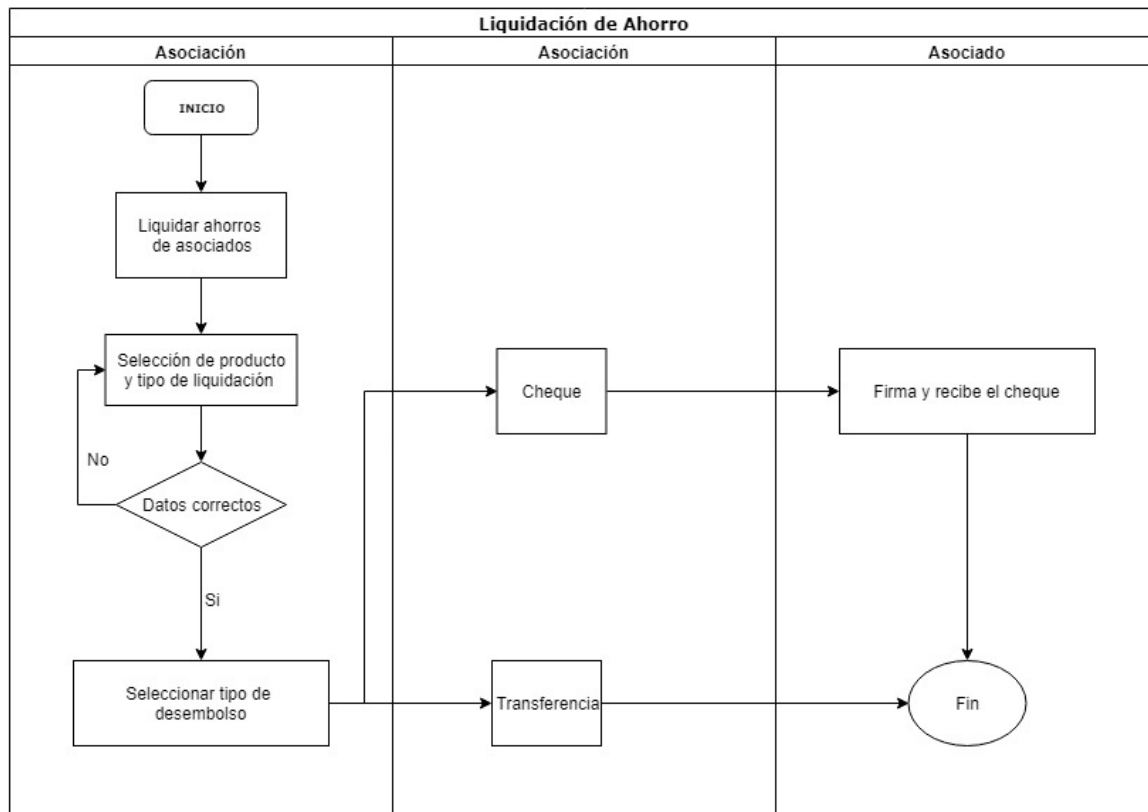 Liquidación de Ahorro
Asociación
Asociación
Asociado
INICIO
Liquidar ahorros
de asociados
Selección de producto
y tipo de liquidación
Cheque
Firma y recibe el cheque
No
Datos correctos
Si
Seleccionar tipo de
desembolso
Transferencia
Fin